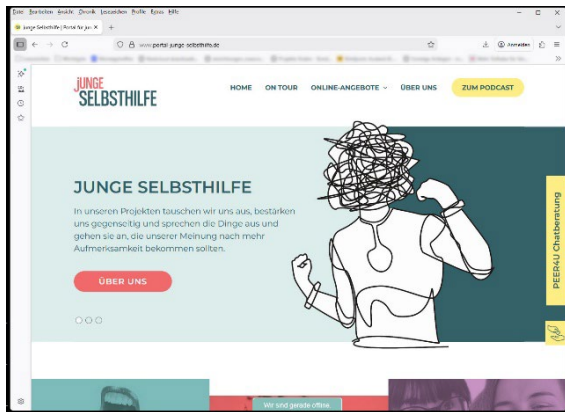 Datei Bearbeiten Ansicht Chronik Lesezeichen Profile Extras Hilfe
Junge Selbsthilfe | Portal für jun
www.portal-junge-selbsthilfe.de
Anmelden
JUNGE
SELBSTHILFE
HOME
ON TOUR
ONLINE-ANGEBOTE
ÜBER UNS
ZUM PODCAST
JUNGE SELBSTHILFE
In unseren Projekten tauschen wir uns aus, bestärken
uns gegenseitig und sprechen die Dinge aus und
gehen sie an, die unserer Meinung nach mehr
Aufmerksamkeit bekommen sollten.
ÜBER UNS
PEER4U Chatberatung
Wir sind gerade offline.